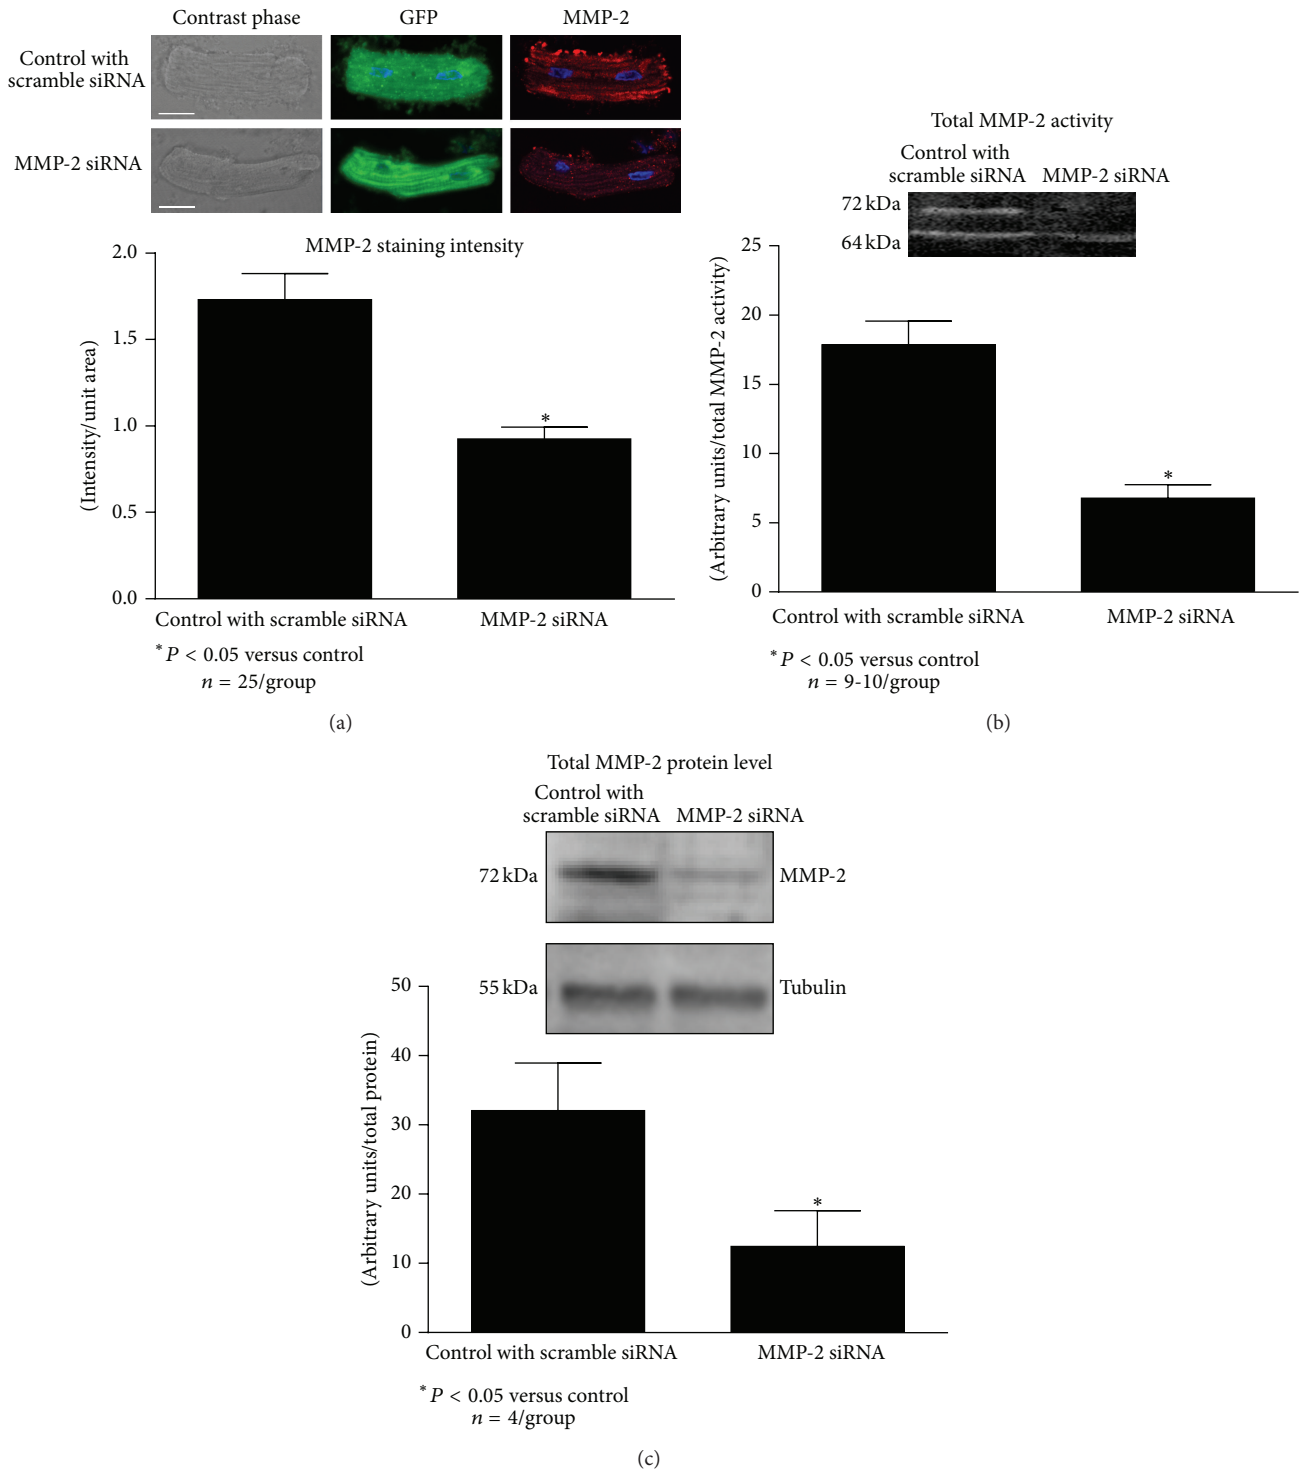 Contrast phase
GFP
MMP-2
Control with
scramble siRNA
MMP-2 siRNA
MMP-2 staining intensity
2.0
1.5
1.0
0.5
0.0
(Intensity/unit area)
*
Control with scramble siRNA
MMP-2 siRNA
* P < 0.05 versus control
n = 25/group
(a)
Total MMP-2 activity
Control with
scramble siRNA
MMP-2 siRNA
72 kDa
64 kDa
25
20
15
10
5
0
(Arbitrary units/total MMP-2 activity)
*
Control with scramble siRNA
MMP-2 siRNA
* P < 0.05 versus control
n = 9-10/group
(b)
Total MMP-2 protein level
Control with
scramble siRNA
MMP-2 siRNA
72 kDa
MMP-2
55 kDa
Tubulin
50
40
30
20
10
0
(Arbitrary units/total protein)
*
Control with scramble siRNA
MMP-2 siRNA
* P < 0.05 versus control
n = 4/group
(c)